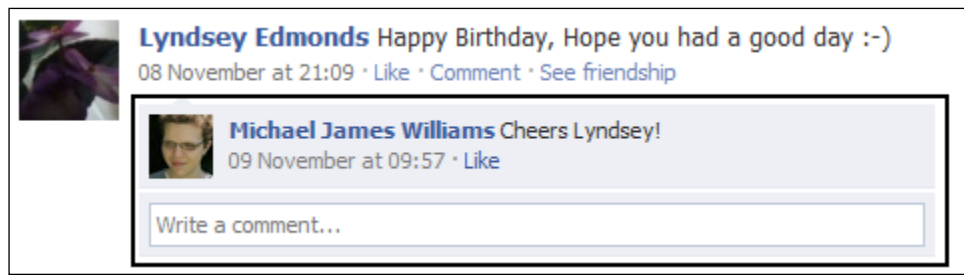 Lyndsey Edmonds Happy Birthday, Hope you had a good day :-)
08 November at 21:09 · Like · Comment · See friendship
Michael James Williams Cheers Lyndsey!
09 November at 09:57 · Like
Write a comment...